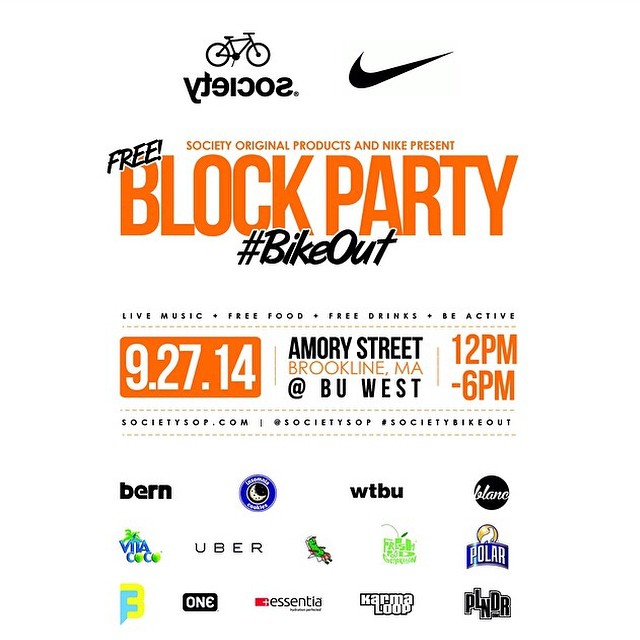 society®
FREE!
SOCIETY ORIGINAL PRODUCTS AND NIKE PRESENT
BLOCK PARTY
#BikeOut
LIVE MUSIC + FREE FOOD + FREE DRINKS + BE ACTIVE
9.27.14
AMORY STREET
BROOKLINE, MA
@ BU WEST
12PM
-6PM
SOCIETYSOP.COM | @SOCIETYSOP #SOCIETYBIKEOUT
bern
insomnia
cookies
wtbu
blanc
VITA
COCO
UBER
POLAR
ONE
essentia
KARMA
LOOP
PLNDR